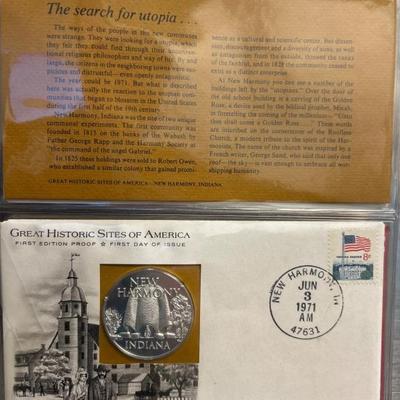 The search for utopia . . .
The ways of the people in the new communes
were strange. They were looking for a utopia, which
they felt they could find through their unortho-
dox religious philosophies and way of life. By and
large, the citizens in the neighboring towns were sus-
picious and distrustful—even openly antagonistic.
The year could be 1971. But what is described
here was actually the reaction to the utopian com-
munities that began to blossom in the United States
during the first half of the 19th century.
New Harmony, Indiana was the site of two unique
communal experiments. The first community was
founded in 1815 on the banks of the Wabash by
Father George Rapp and the Harmony Society at
"the command of the angel Gabriel."
In 1825 these holdings were sold to Robert Owen,
who established a similar colony that gained promi-
nence as a cultural and scientific center. But dissen-
sion, discouragement and a diversity of aims, as well
as antagonism from the outside, loosened the unity
of the faithful, and in 1828 the community ceased to
exist as a distinct enterprise.
At New Harmony you can see a number of the
buildings left by the "utopians." Over the door of
the old school building is a carving of the Golden
Rose, a device used by the biblical prophet, Micah,
in foretelling the coming of the millennium—"Unto
thee shall come a Golden Rose." These words
are inscribed on the cornerstone of the Roofless
Church, a modern tribute to the spirit of the Har-
monists. The name of the church was inspired by a
French writer, George Sand, who said that only one
roof—the sky—is vast enough to embrace all wor-
shipping humanity.
GREAT HISTORIC SITES OF AMERICA—NEW HARMONY, INDIANA
GREAT HISTORIC SITES OF AMERICA
FIRST EDITION PROOF ☆ FIRST DAY OF ISSUE
NEW
HARMONY
INDIANA
NEW HARMONY, I
JUN
3
1971
AM
47631
8¢